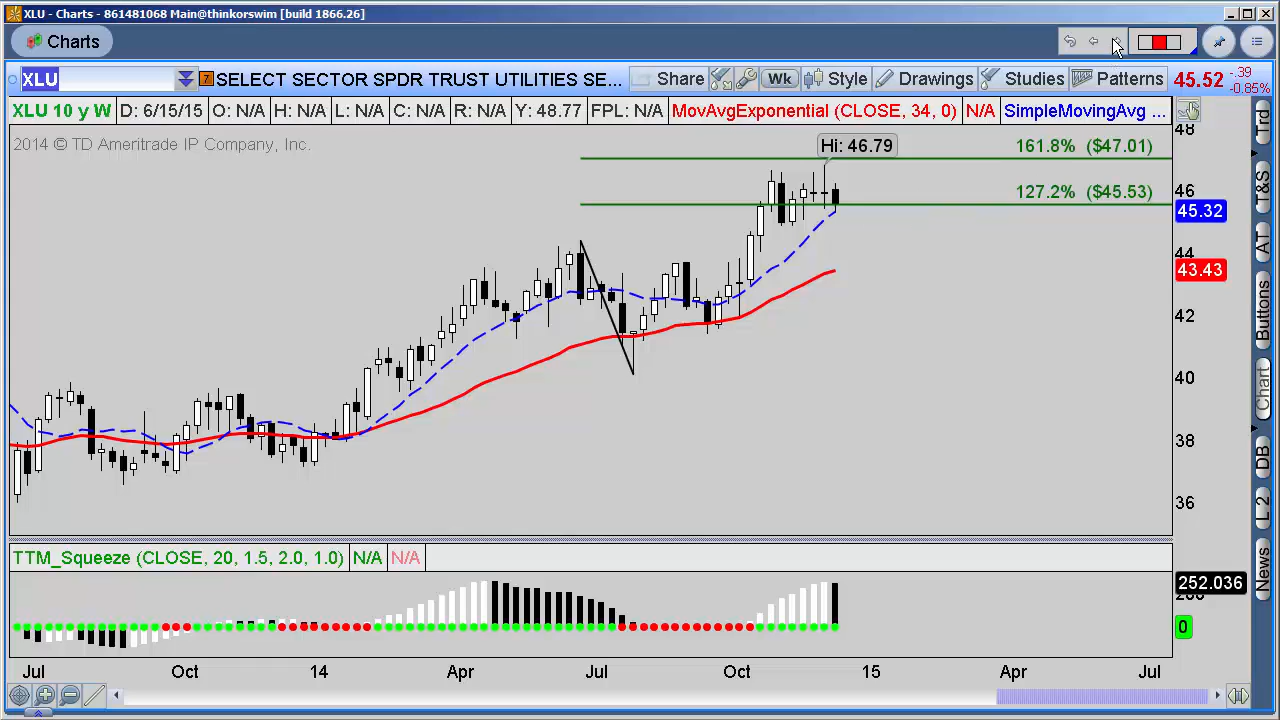 XLU - Charts - 861481068 Main@thinkorswim [build 1866.26]
Charts
XLU 7 SELECT SECTOR SPDR TRUST UTILITIES SE... Share Wk Style Drawings Studies Patterns 45.52 -.39 -0.85%
XLU 10 y W D: 6/15/15 O: N/A H: N/A L: N/A C: N/A R: N/A Y: 48.77 FPL: N/A MovAvgExponential (CLOSE, 34, 0) N/A SimpleMovingAvg ...
2014 © TD Ameritrade IP Company, Inc.
Hi: 46.79
161.8% ($47.01)
127.2% ($45.53)
48
46
45.32
44
43.43
42
40
38
36
TTM_Squeeze (CLOSE, 20, 1.5, 2.0, 1.0) N/A N/A
252.036
0
Jul Oct 14 Apr Jul Oct 15 Apr Jul
Trd
T&S
AT
Buttons
Chart
DB
L 2
News